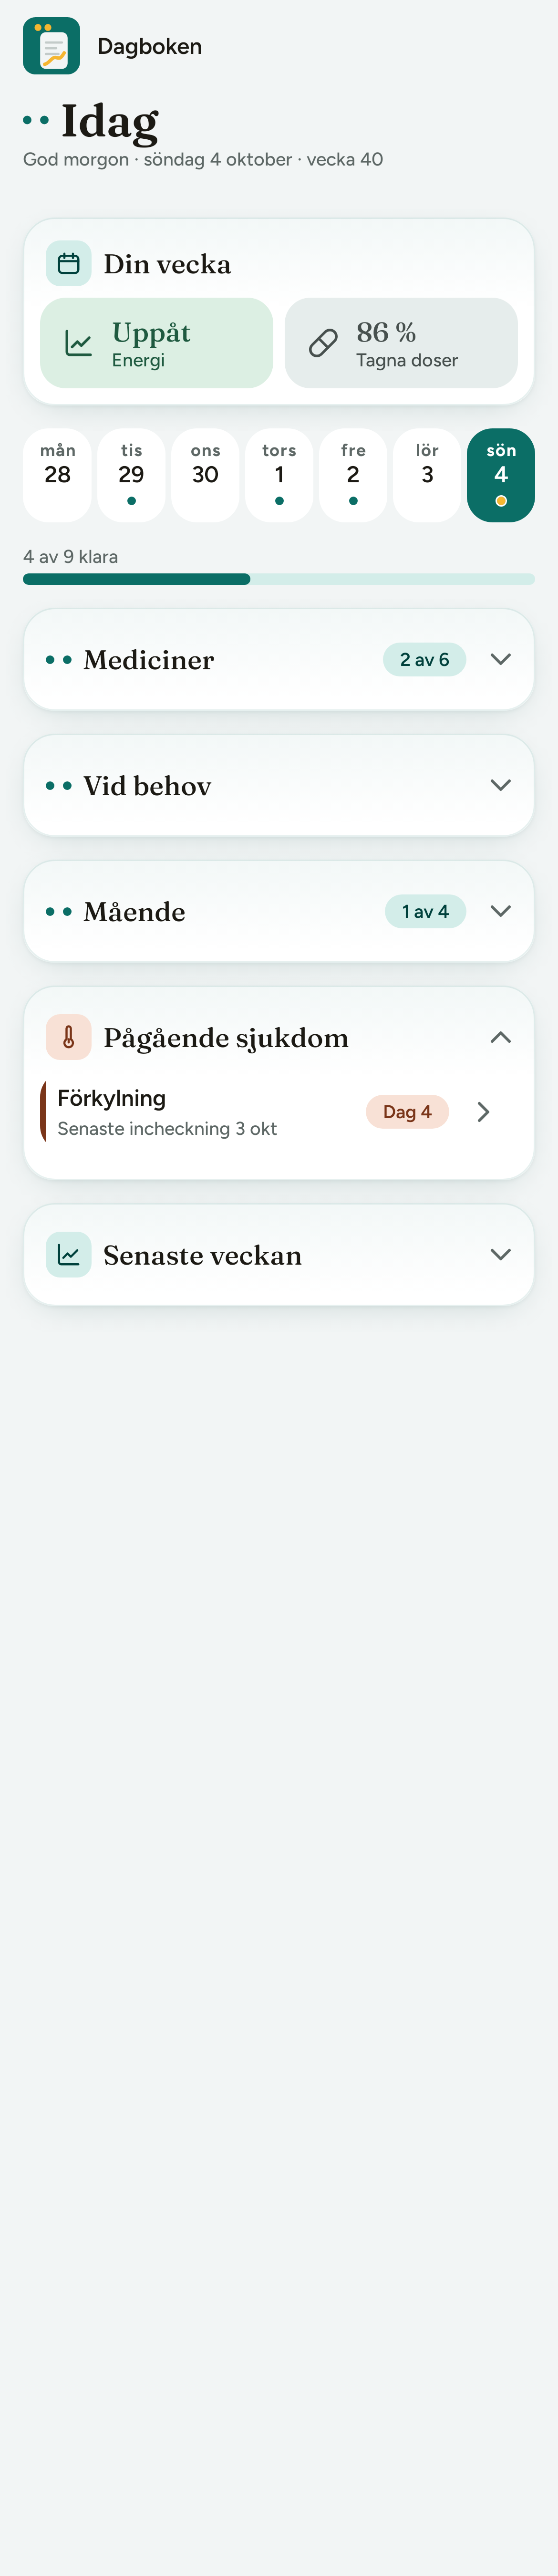 Dagboken
Idag
God morgon · söndag 4 oktober · vecka 40
Din vecka
Uppåt
Energi
86 %
Tagna doser
mån tis ons tors fre lör sön
28 29 30 1 2 3 4
4 av 9 klara
Mediciner 2 av 6
Vid behov
Mående 1 av 4
Pågående sjukdom
Förkylning
Senaste incheckning 3 okt
Dag 4
Senaste veckan